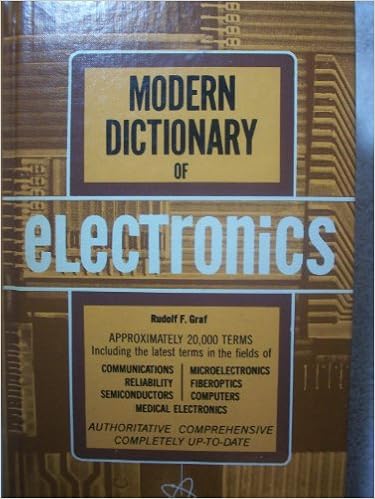 MODERN
DICTIONARY
OF
eLecTronics
Rudolf F. Graf
APPROXIMATELY 20,000 TERMS
Including the latest terms in the fields of
COMMUNICATIONS | MICROELECTRONICS
RELIABILITY | FIBEROPTICS
SEMICONDUCTORS | COMPUTERS
MEDICAL ELECTRONICS
AUTHORITATIVE COMPREHENSIVE
COMPLETELY UP-TO-DATE